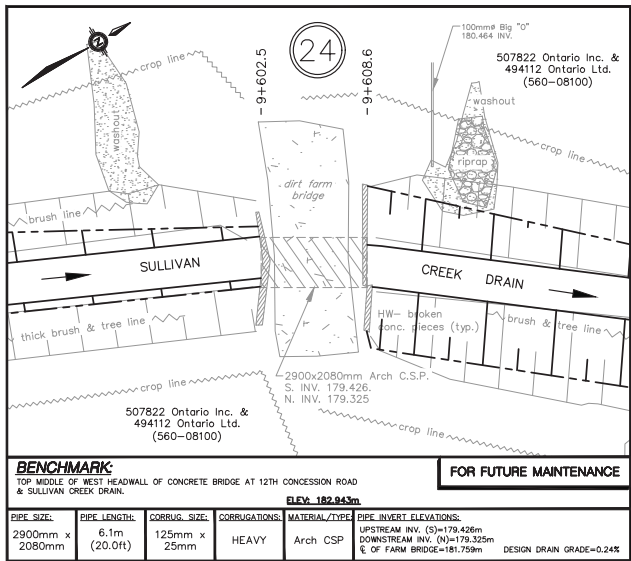 N
crop line
- 9+602.5
24
- 9+608.6
100mmø Big "O"
180.464 INV.
507822 Ontario Inc. &
494112 Ontario Ltd.
(560-08100)
washout
washout
riprap
crop line
dirt farm
bridge
brush line
SULLIVAN
CREEK DRAIN
HW- broken
conc. pieces (typ.)
brush & tree line
thick brush & tree line
2900x2080mm Arch C.S.P.
S. INV. 179.426.
N. INV. 179.325
crop line
507822 Ontario Inc. &
494112 Ontario Ltd.
(560-08100)
crop line
BENCHMARK:
TOP MIDDLE OF WEST HEADWALL OF CONCRETE BRIDGE AT 12TH CONCESSION ROAD
& SULLIVAN CREEK DRAIN.
ELEV: 182.943m
FOR FUTURE MAINTENANCE
PIPE SIZE:
2900mm x
2080mm
PIPE LENGTH:
6.1m
(20.0ft)
CORRUG. SIZE:
125mm x
25mm
CORRUGATIONS:
HEAVY
MATERIAL/TYPE:
Arch CSP
PIPE INVERT ELEVATIONS:
UPSTREAM INV. (S)=179.426m
DOWNSTREAM INV. (N)=179.325m
℄ OF FARM BRIDGE=181.759m DESIGN DRAIN GRADE=0.24%